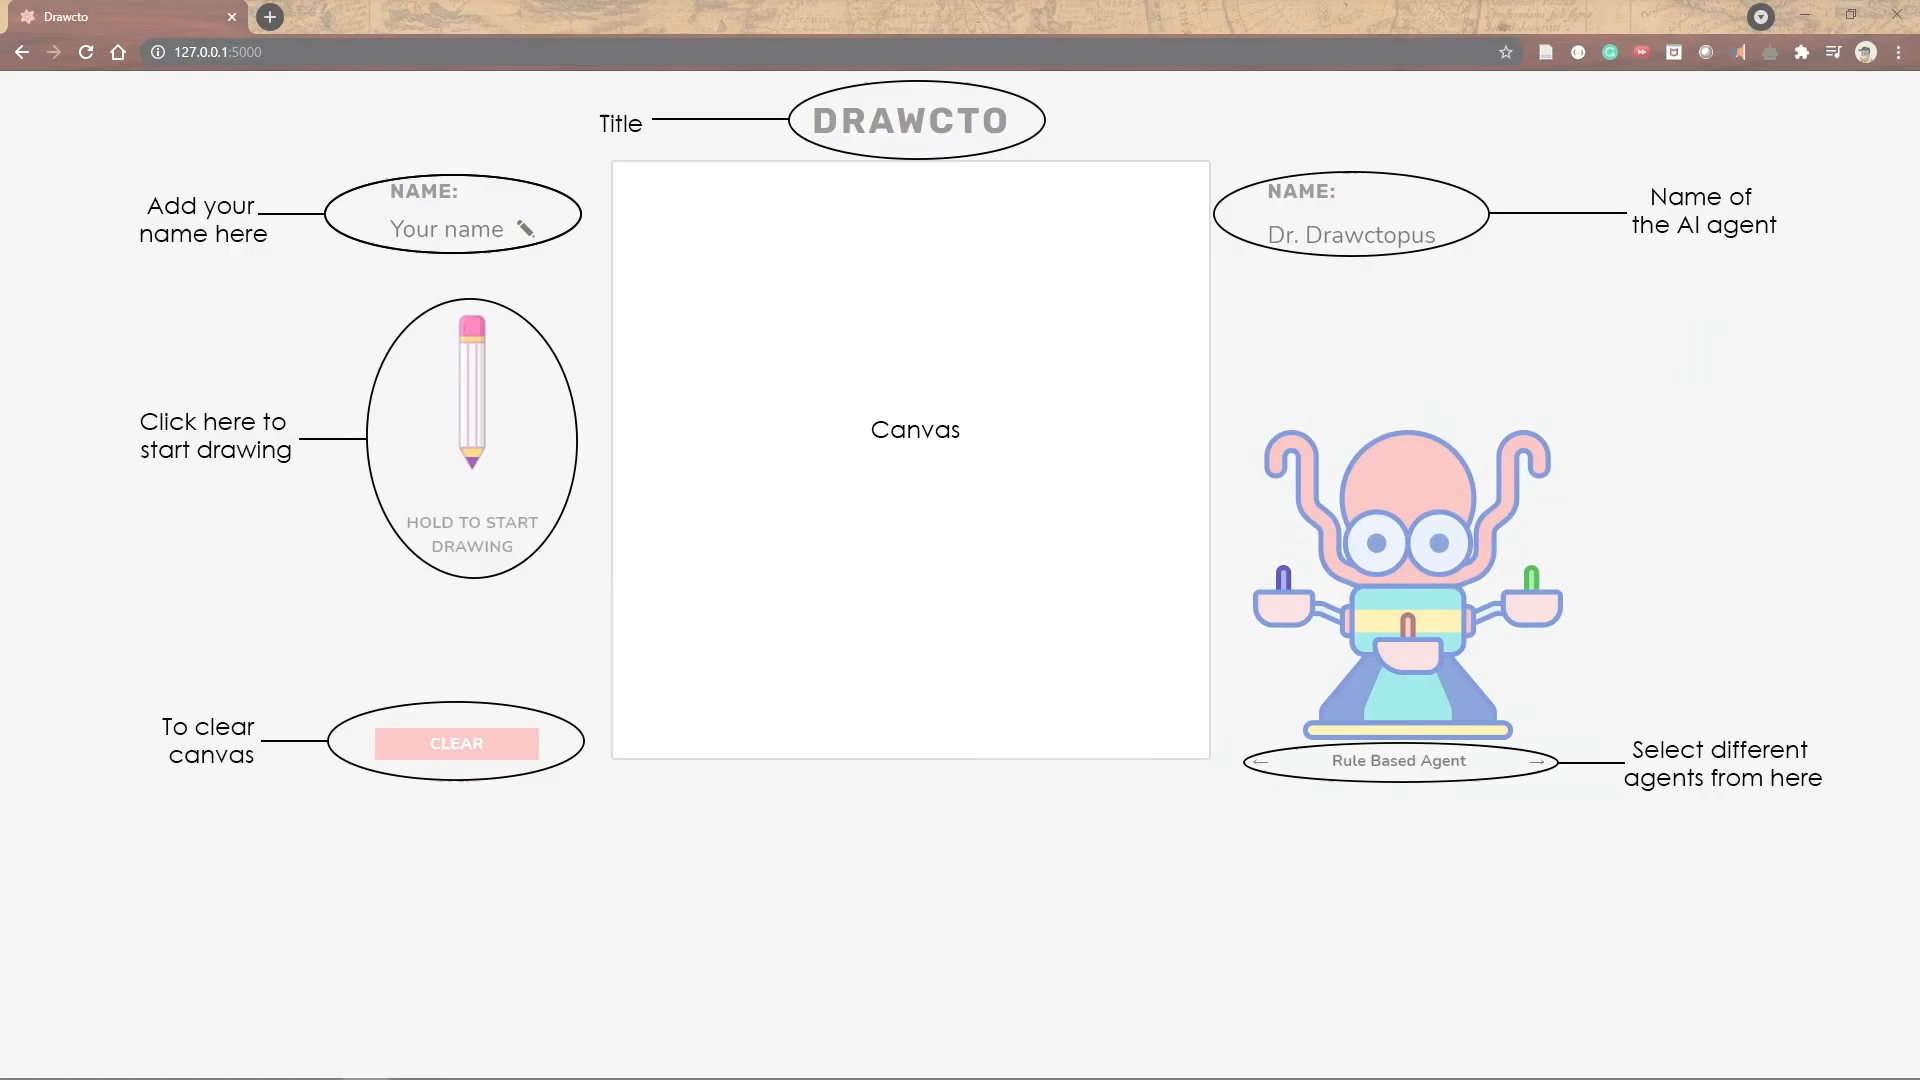 Drawcto
127.0.0.1:5000
Title
DRAWCTO
Add your
name here
NAME:
Your name
NAME:
Dr. Drawctopus
Name of
the AI agent
Click here to
start drawing
HOLD TO START
DRAWING
Canvas
To clear
canvas
CLEAR
← Rule Based Agent →
Select different
agents from here